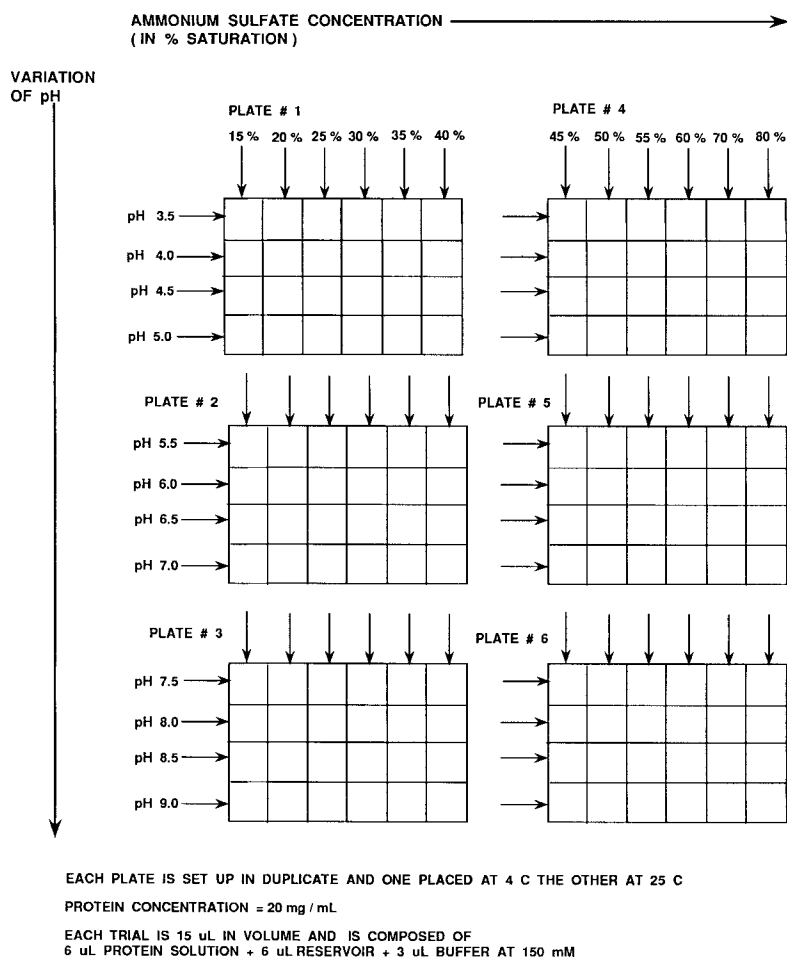 AMMONIUM SULFATE CONCENTRATION
( IN % SATURATION )
VARIATION
OF pH
PLATE # 1
15 % 20 % 25 % 30 % 35 % 40 %
PLATE # 4
45 % 50 % 55 % 60 % 70 % 80 %
pH 3.5
pH 4.0
pH 4.5
pH 5.0
PLATE # 2
PLATE # 5
pH 5.5
pH 6.0
pH 6.5
pH 7.0
PLATE # 3
PLATE # 6
pH 7.5
pH 8.0
pH 8.5
pH 9.0
EACH PLATE IS SET UP IN DUPLICATE AND ONE PLACED AT 4 C THE OTHER AT 25 C
PROTEIN CONCENTRATION = 20 mg / mL
EACH TRIAL IS 15 uL IN VOLUME AND IS COMPOSED OF
6 uL PROTEIN SOLUTION + 6 uL RESERVOIR + 3 uL BUFFER AT 150 mM